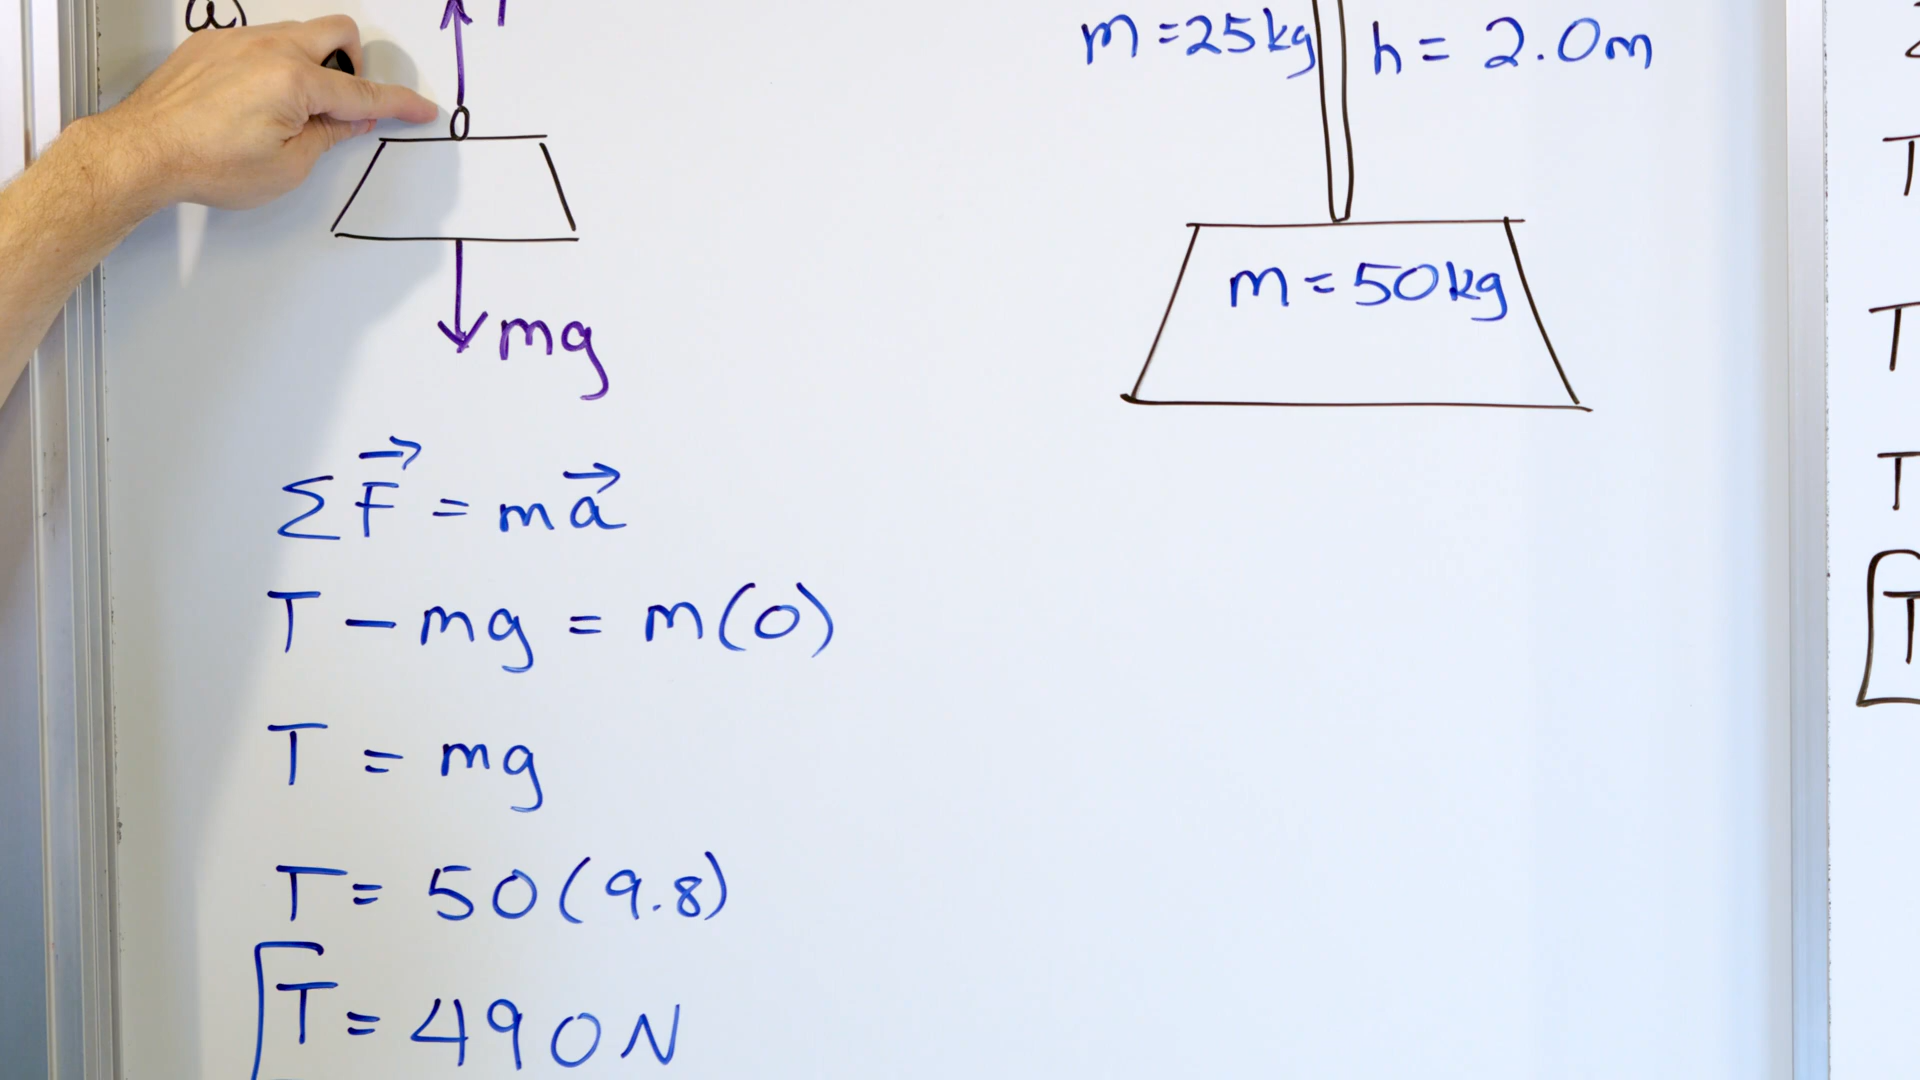 a)
m = 25kg h = 2.0m
m = 50kg
mg
ΣF⃗ = ma⃗
T - mg = m(0)
T = mg
T = 50(9.8)
T = 490N
T
T
T
T